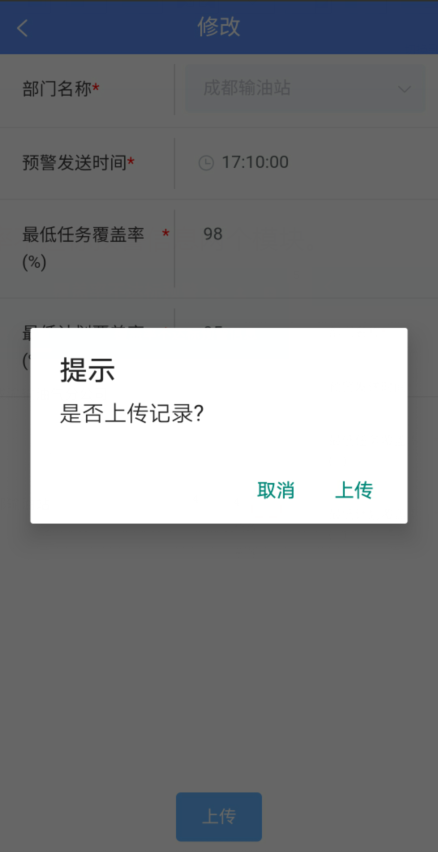 修改
部门名称*
成都输油站
预警发送时间*
17:10:00
最低任务覆盖率 *
98
(%)
提示
是否上传记录?
取消 上传
上传